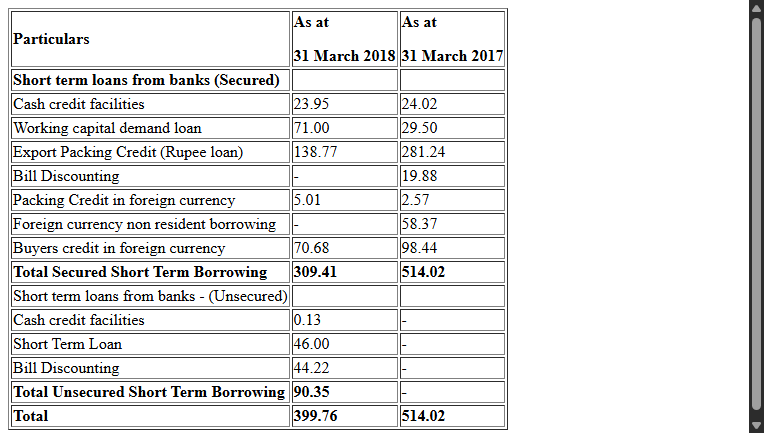 Particulars As at 31 March 2018 As at 31 March 2017
Short term loans from banks (Secured)
Cash credit facilities 23.95 24.02
Working capital demand loan 71.00 29.50
Export Packing Credit (Rupee loan) 138.77 281.24
Bill Discounting - 19.88
Packing Credit in foreign currency 5.01 2.57
Foreign currency non resident borrowing - 58.37
Buyers credit in foreign currency 70.68 98.44
Total Secured Short Term Borrowing 309.41 514.02
Short term loans from banks - (Unsecured)
Cash credit facilities 0.13 -
Short Term Loan 46.00 -
Bill Discounting 44.22 -
Total Unsecured Short Term Borrowing 90.35 -
Total 399.76 514.02